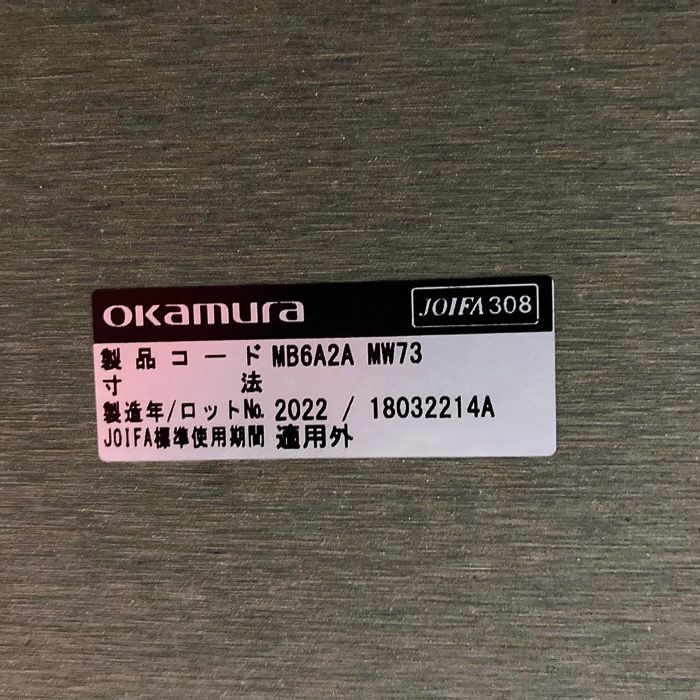 okamura JOIFA308
製品コード MB6A2A MW73
寸法
製造年/ロットNo. 2022 / 18032214A
JOIFA標準使用期間 適用外